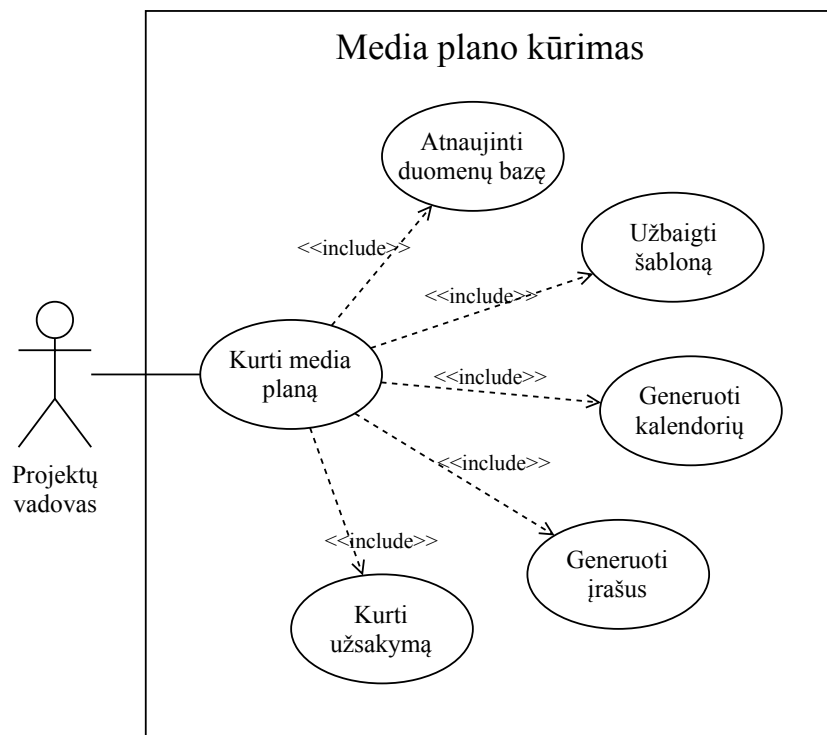 Media plano kūrimas
Atnaujinti
duomenų bazę
<<include>>
Užbaigti
šabloną
<<include>>
Kurti media
planą
<<include>>
Generuoti
kalendorių
Projektų
vadovas
<<include>>
<<include>>
Generuoti
įrašus
Kurti
užsakymą